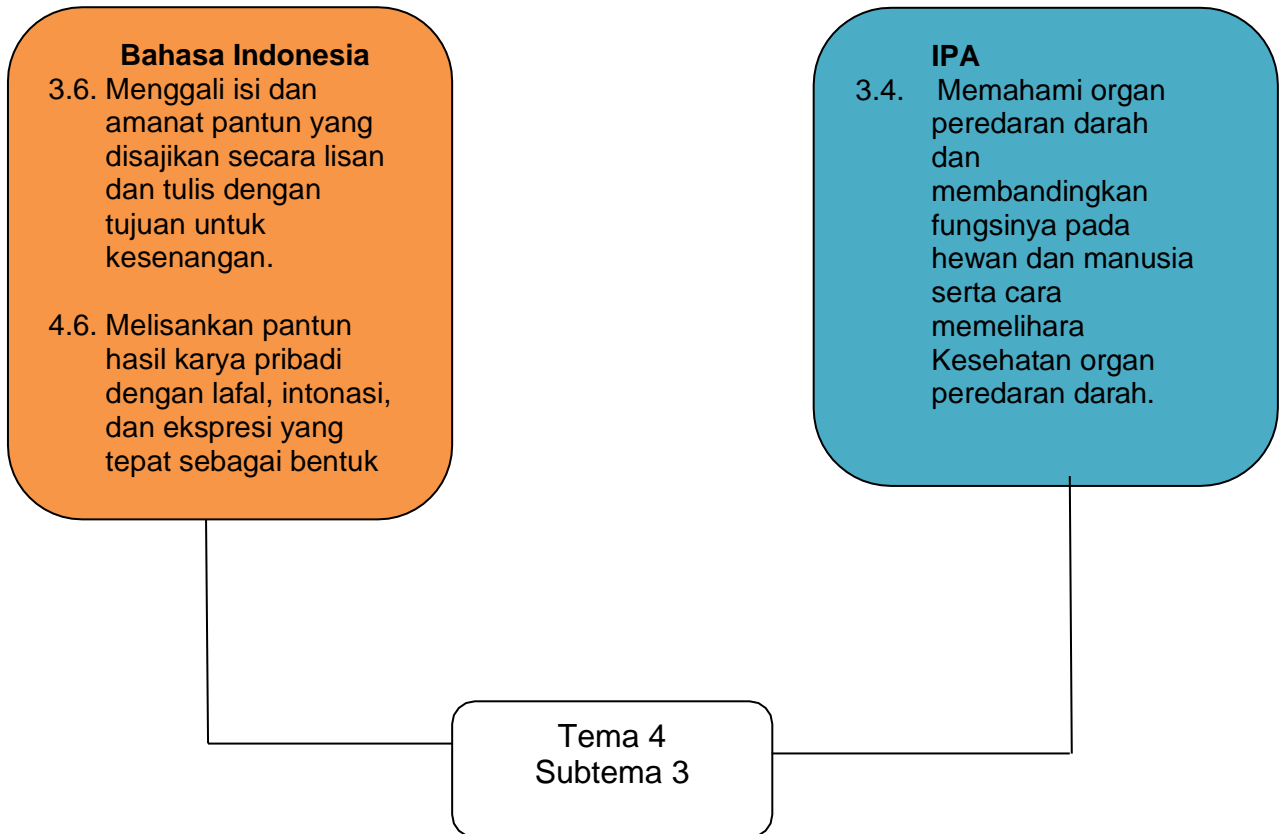 Bahasa Indonesia
3.6. Menggali isi dan
amanat pantun yang
disajikan secara lisan
dan tulis dengan
tujuan untuk
kesenangan.
4.6. Melisankan pantun
hasil karya pribadi
dengan lafal, intonasi,
dan ekspresi yang
tepat sebagai bentuk
IPA
3.4. Memahami organ
peredaran darah
dan
membandingkan
fungsinya pada
hewan dan manusia
serta cara
memelihara
Kesehatan organ
peredaran darah.
Tema 4
Subtema 3